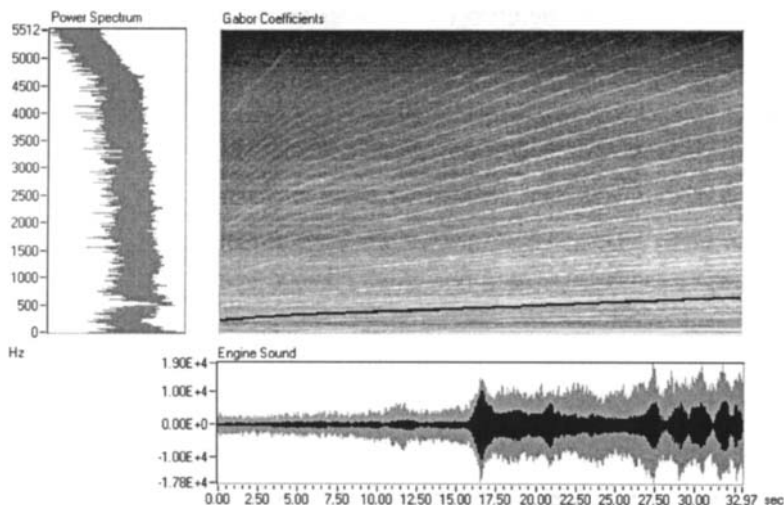 Power Spectrum
Gabor Coefficients
5512
5000
4500
4000
3500
3000
2500
2000
1500
1000
500
0
Hz
Engine Sound
1.90E+4
1.00E+4
0.00E+0
-1.00E+4
-1.78E+4
0.00 2.50 5.00 7.50 10.00 12.50 15.00 17.50 20.00 22.50 25.00 27.50 30.00 32.97 sec